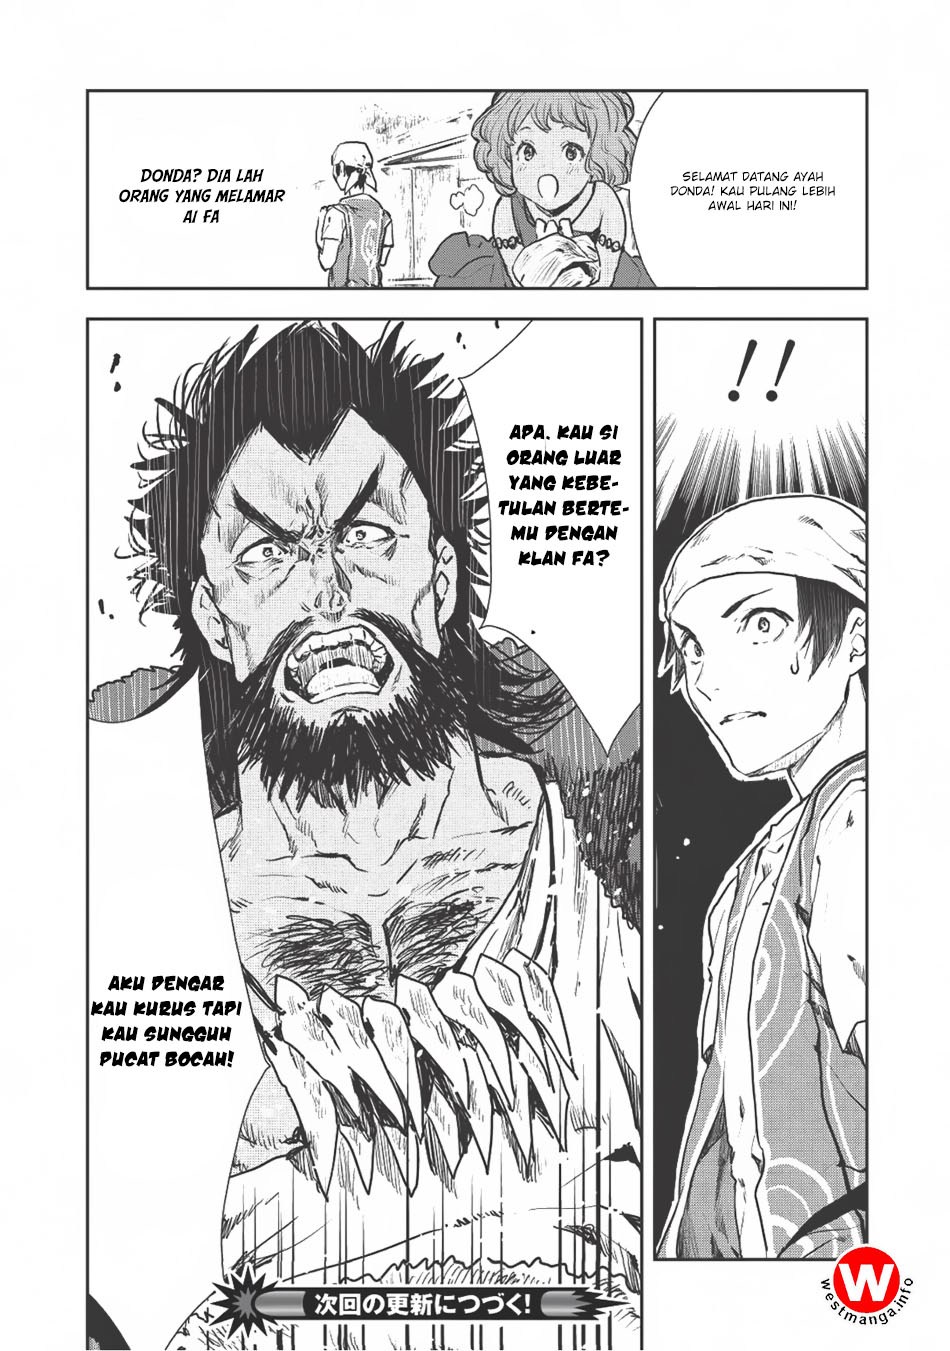 SELAMAT DATANG AYAH
DONDA! KAU PULANG LEBIH
AWAL HARI INI!
DONDA? DIA LAH
ORANG YANG MELAMAR
AI FA
!!
APA. KAU SI
ORANG LUAR
YANG KEBE-
TULAN BERTE-
MU DENGAN
KLAN FA?
AKU DENGAR
KAU KURUS TAPI
KAU SUNGGUH
PUCAT BOCAH!
次回の更新につづく!
W
westmanga.info